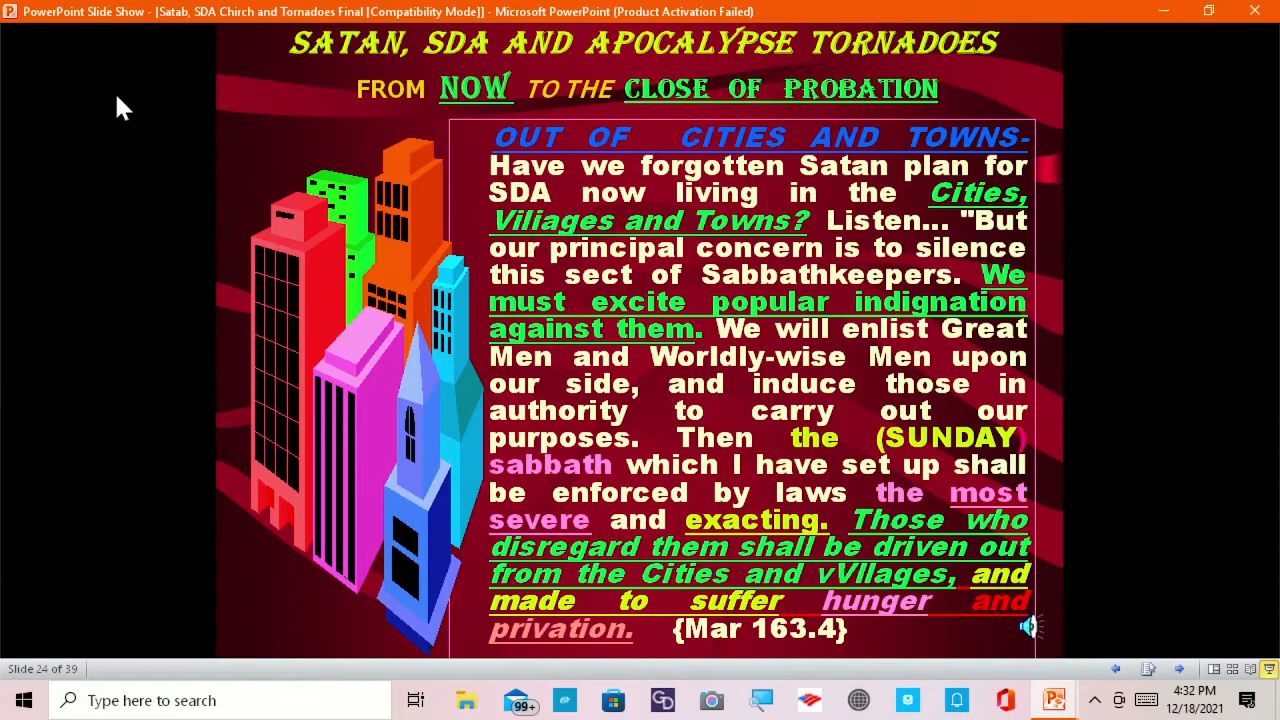 PowerPoint Slide Show - [Satab, SDA Chirch and Tornadoes Final [Compatibility Mode]] - Microsoft PowerPoint (Product Activation Failed)
SATAN, SDA AND APOCALYPSE TORNADOES
FROM NOW TO THE CLOSE OF PROBATION
OUT OF CITIES AND TOWNS-
Have we forgotten Satan plan for
SDA now living in the Cities,
Viliages and Towns? Listen... "But
our principal concern is to silence
this sect of Sabbathkeepers. We
must excite popular indignation
against them. We will enlist Great
Men and Worldly-wise Men upon
our side, and induce those in
authority to carry out our
purposes. Then the (SUNDAY)
sabbath which I have set up shall
be enforced by laws the most
severe and exacting. Those who
disregard them shall be driven out
from the Cities and vVllages, and
made to suffer hunger and
privation. {Mar 163.4}
Slide 24 of 39
Type here to search
99+
GD
4:32 PM
12/18/2021